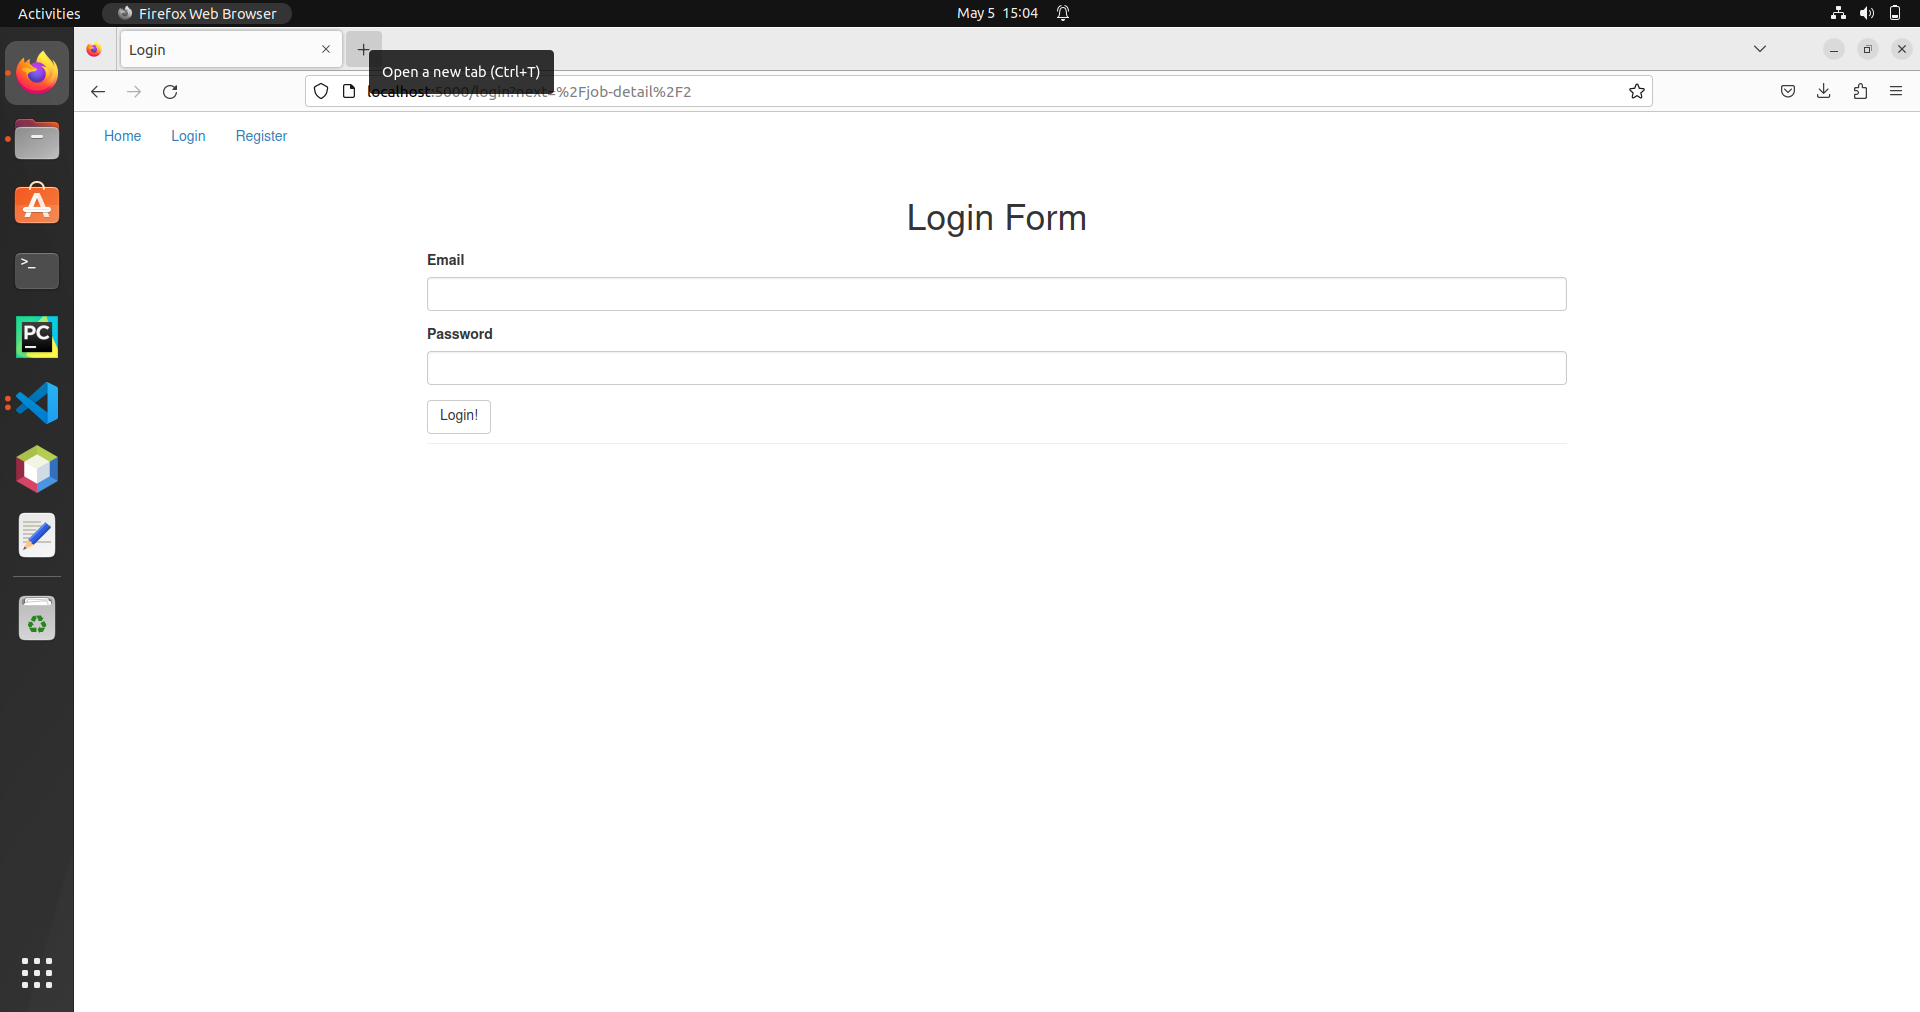 Activities
Firefox Web Browser
May 5 15:04
Login
Open a new tab (Ctrl+T)
localhost:5000/login?next=%2Fjob-detail%2F2
Home
Login
Register
Login Form
Email
Password
Login!
>_
PC